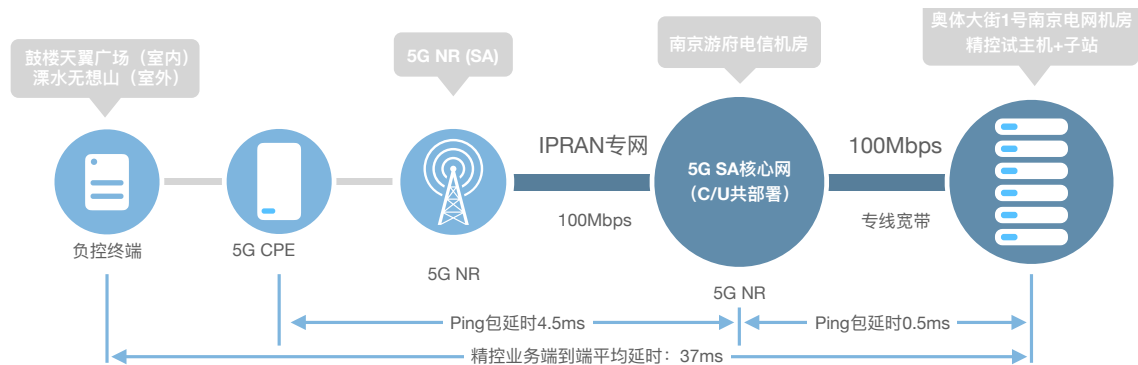 鼓楼天翼广场（室内）
溧水无想山（室外）
5G NR (SA)
南京游府电信机房
奥体大街1号南京电网机房
精控试主机+子站
IPRAN专网
100Mbps
5G SA核心网
（C/U共部署）
100Mbps
专线宽带
负控终端
5G CPE
5G NR
5G NR
Ping包延时4.5ms
Ping包延时0.5ms
精控业务端到端平均延时：37ms